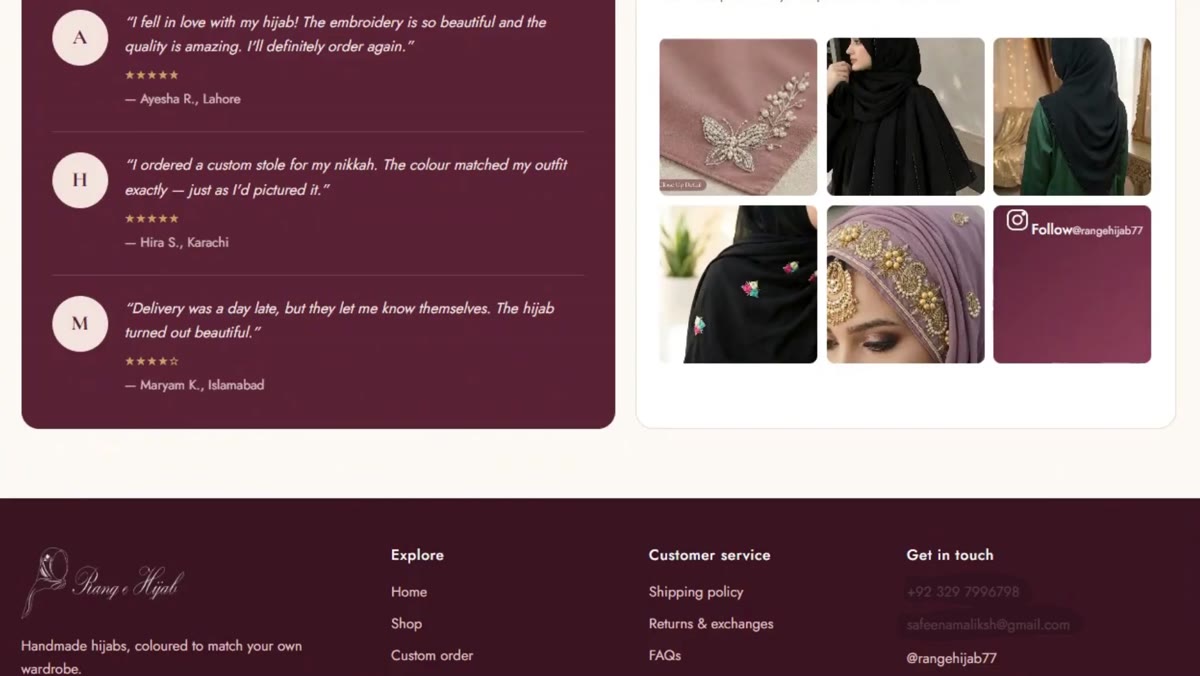 A
“I fell in love with my hijab! The embroidery is so beautiful and the
quality is amazing. I’ll definitely order again.”
★★★★★
— Ayesha R., Lahore
H
“I ordered a custom stole for my nikkah. The colour matched my outfit
exactly — just as I’d pictured it.”
★★★★★
— Hira S., Karachi
M
“Delivery was a day late, but they let me know themselves. The hijab
turned out beautiful.”
★★★★☆
— Maryam K., Islamabad
Follow@rangehijab77
Rang e Hijab
Handmade hijabs, coloured to match your own
wardrobe.
Explore
Home
Shop
Custom order
Customer service
Shipping policy
Returns & exchanges
FAQs
Get in touch
+92 329 7996798
safeenamaliksh@gmail.com
@rangehijab77